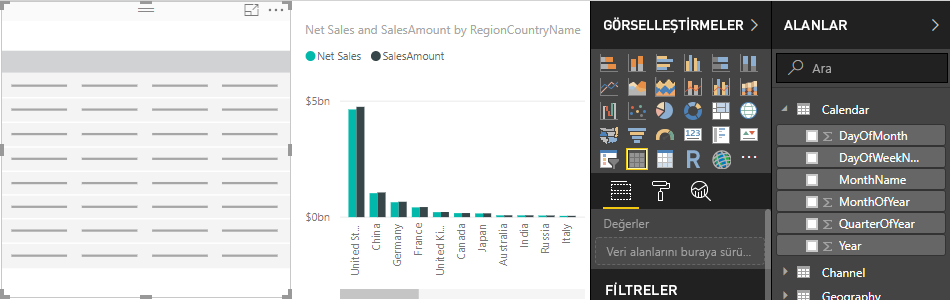 Net Sales and SalesAmount by RegionCountryName
Net Sales SalesAmount
$5bn
$0bn
United St...
China
Germany
France
United Ki...
Canada
Japan
Australia
India
Russia
Italy
GÖRSELLEŞTİRMELER
123
R
...
Değerler
Veri alanlarını buraya sürü...
FİLTRELER
ALANLAR
Ara
Calendar
Σ DayOfMonth
DayOfWeekN...
MonthName
Σ MonthOfYear
Σ QuarterOfYear
Σ Year
Channel
Geography